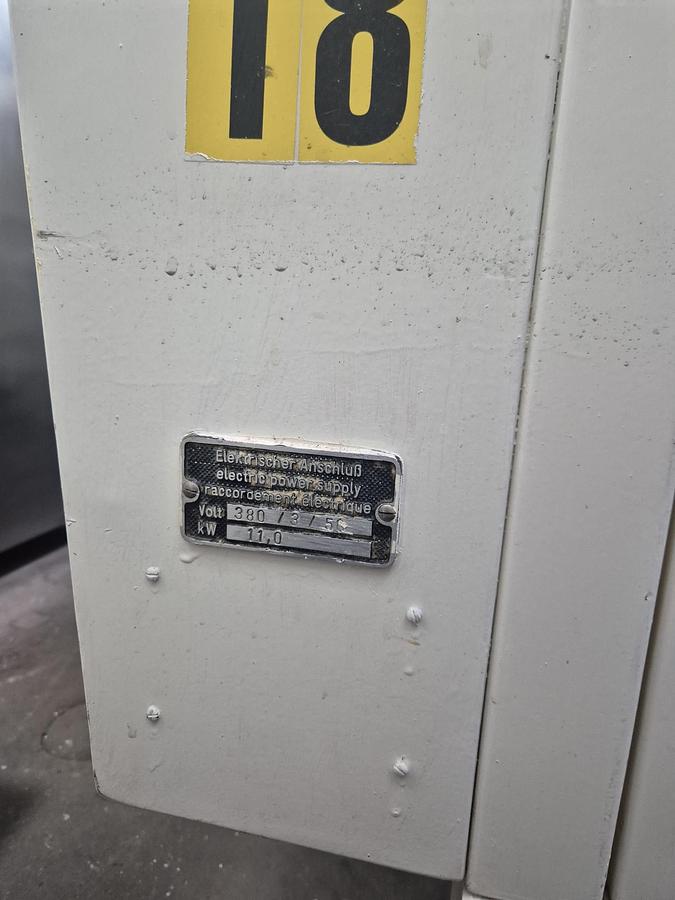 18
Elektrischer Anschluß
electric power supply
raccordement électrique
Volt 380 / 3 / 50
kW 11,0